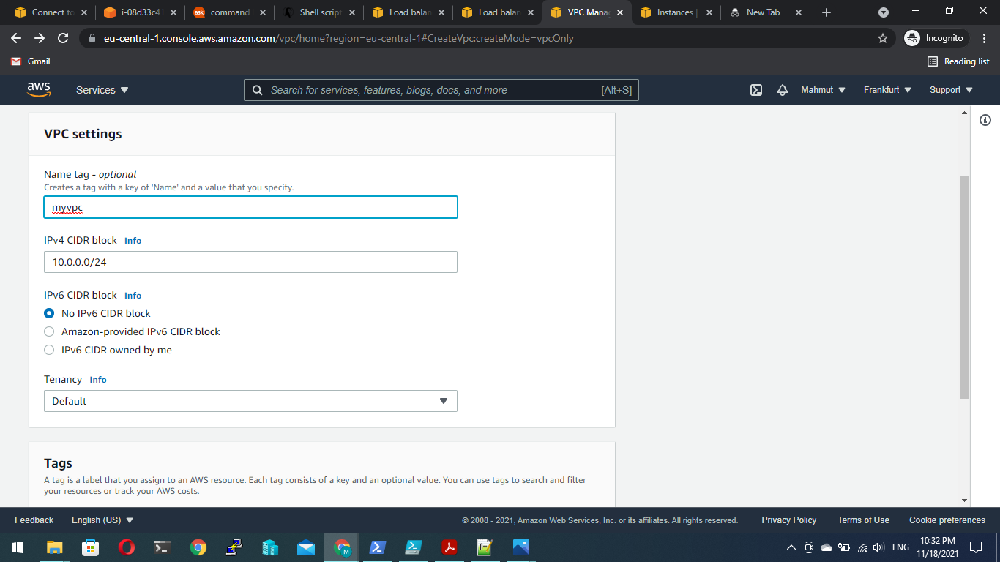 Connect to
i-08d33c41
ask command
Shell script
Load balan
Load balan
VPC Mana
Instances |
New Tab
eu-central-1.console.aws.amazon.com/vpc/home?region=eu-central-1#CreateVpc:createMode=vpcOnly
Incognito
Gmail
Reading list
aws
Services
Search for services, features, blogs, docs, and more
[Alt+S]
Mahmut
Frankfurt
Support
VPC settings
Name tag - optional
Creates a tag with a key of 'Name' and a value that you specify.
myvpc
IPv4 CIDR block Info
10.0.0.0/24
IPv6 CIDR block Info
No IPv6 CIDR block
Amazon-provided IPv6 CIDR block
IPv6 CIDR owned by me
Tenancy Info
Default
Tags
A tag is a label that you assign to an AWS resource. Each tag consists of a key and an optional value. You can use tags to search and filter
your resources or track your AWS costs.
Feedback
English (US)
© 2008 - 2021, Amazon Web Services, Inc. or its affiliates. All rights reserved.
Privacy Policy
Terms of Use
Cookie preferences
M
ENG
10:32 PM
11/18/2021